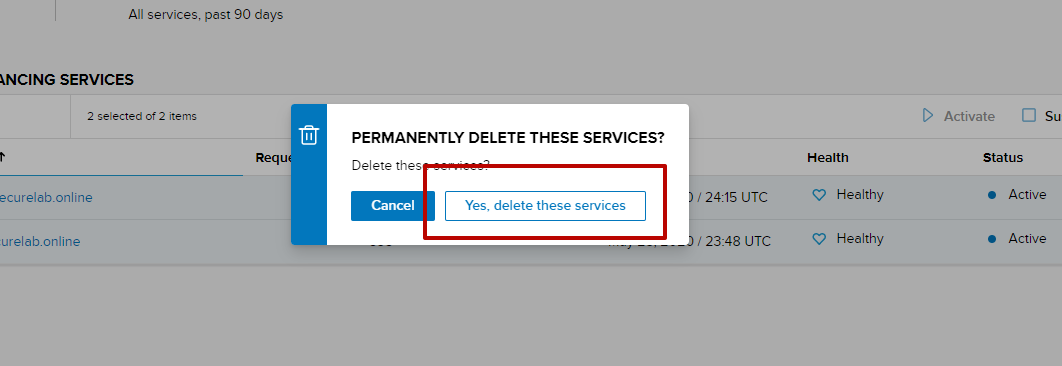 All services, past 90 days
ANCING SERVICES
2 selected of 2 items
Activate
Su
PERMANENTLY DELETE THESE SERVICES?
Delete these services?
Cancel
Yes, delete these services
Reque
Health
Status
ecurelab.online
0 / 24:15 UTC
Healthy
Active
curelab.online
/ 23:48 UTC
Healthy
Active